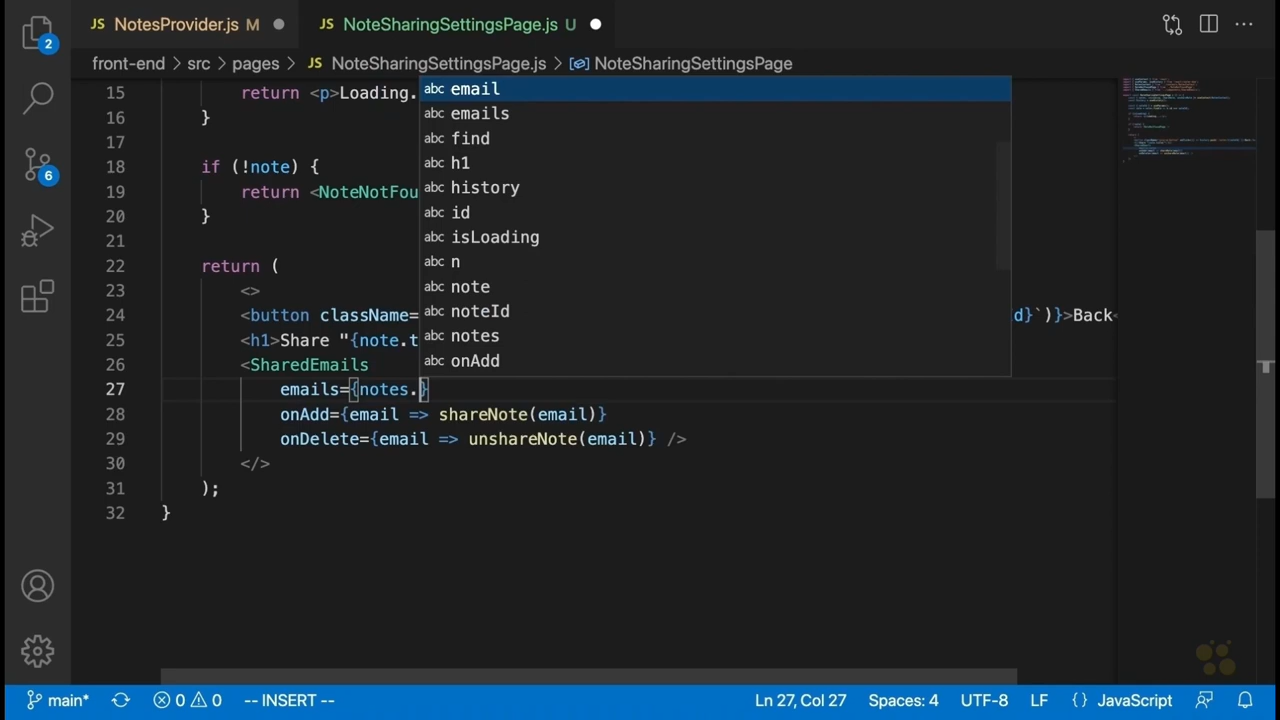 JS NotesProvider.js M
JS NoteSharingSettingsPage.js U
2
front-end > src > pages > JS NoteSharingSettingsPage.js > NoteSharingSettingsPage
15 return <p>Loading.
16 }
17
18 if (!note) {
19 return <NoteNotFou
20 }
21
22 return (
23 <>
24 <button className= d}`)}>Back<
25 <h1>Share "{note.t
26 <SharedEmails
27 emails={notes.}
28 onAdd={email => shareNote(email)}
29 onDelete={email => unshareNote(email)} />
30 </>
31 );
32 }
abc email
abc emails
abc find
abc h1
abc history
abc id
abc isLoading
abc n
abc note
abc noteId
abc notes
abc onAdd
6
main* 0 0 -- INSERT -- Ln 27, Col 27 Spaces: 4 UTF-8 LF {} JavaScript